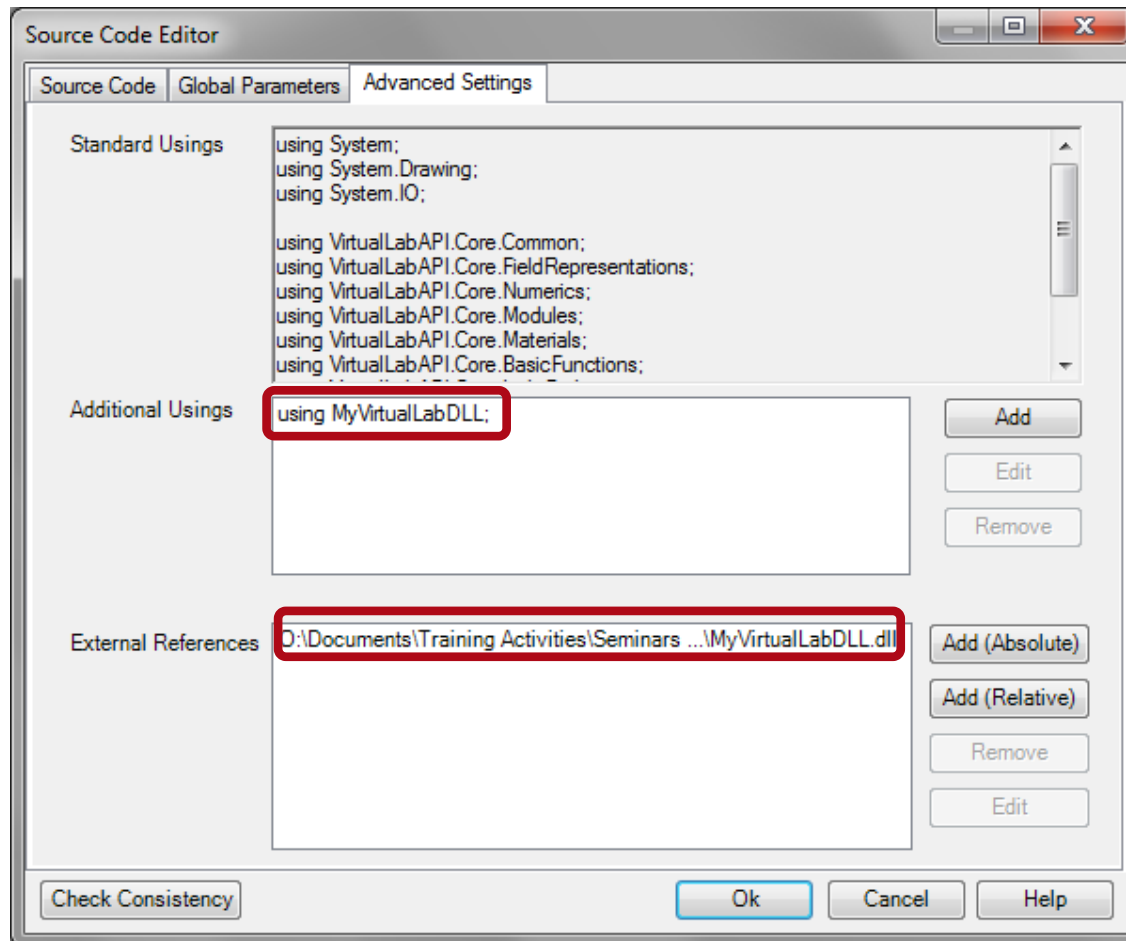 Source Code Editor
Source Code Global Parameters Advanced Settings
Standard Usings
using System;
using System.Drawing;
using System.IO;
using VirtualLabAPI.Core.Common;
using VirtualLabAPI.Core.FieldRepresentations;
using VirtualLabAPI.Core.Numerics;
using VirtualLabAPI.Core.Modules;
using VirtualLabAPI.Core.Materials;
using VirtualLabAPI.Core.BasicFunctions;
Additional Usings
using MyVirtualLabDLL;
Add
Edit
Remove
External References
O:\Documents\Training Activities\Seminars ...\MyVirtualLabDLL.dll
Add (Absolute)
Add (Relative)
Remove
Edit
Check Consistency
Ok
Cancel
Help